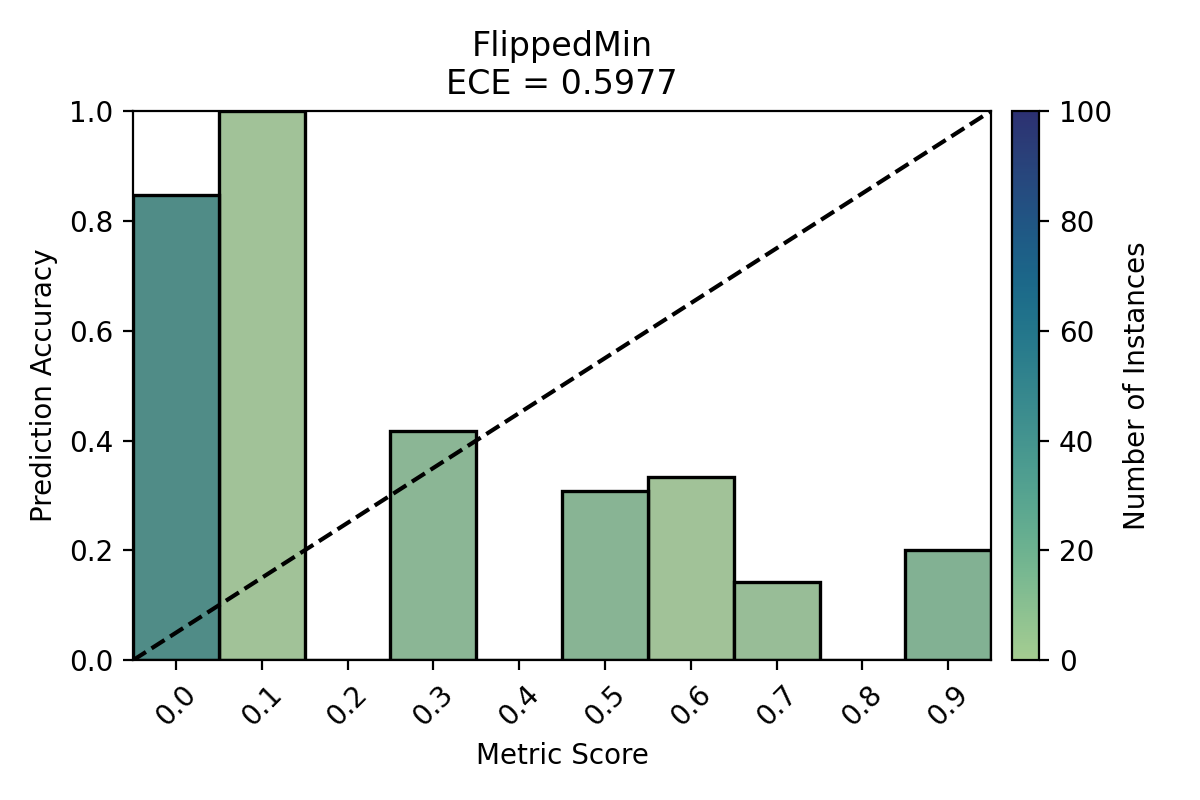 FlippedMin
ECE = 0.5977
1.0
0.8
0.6
0.4
0.2
0.0
Prediction Accuracy
0.0 0.1 0.2 0.3 0.4 0.5 0.6 0.7 0.8 0.9
Metric Score
100
80
60
40
20
0
Number of Instances